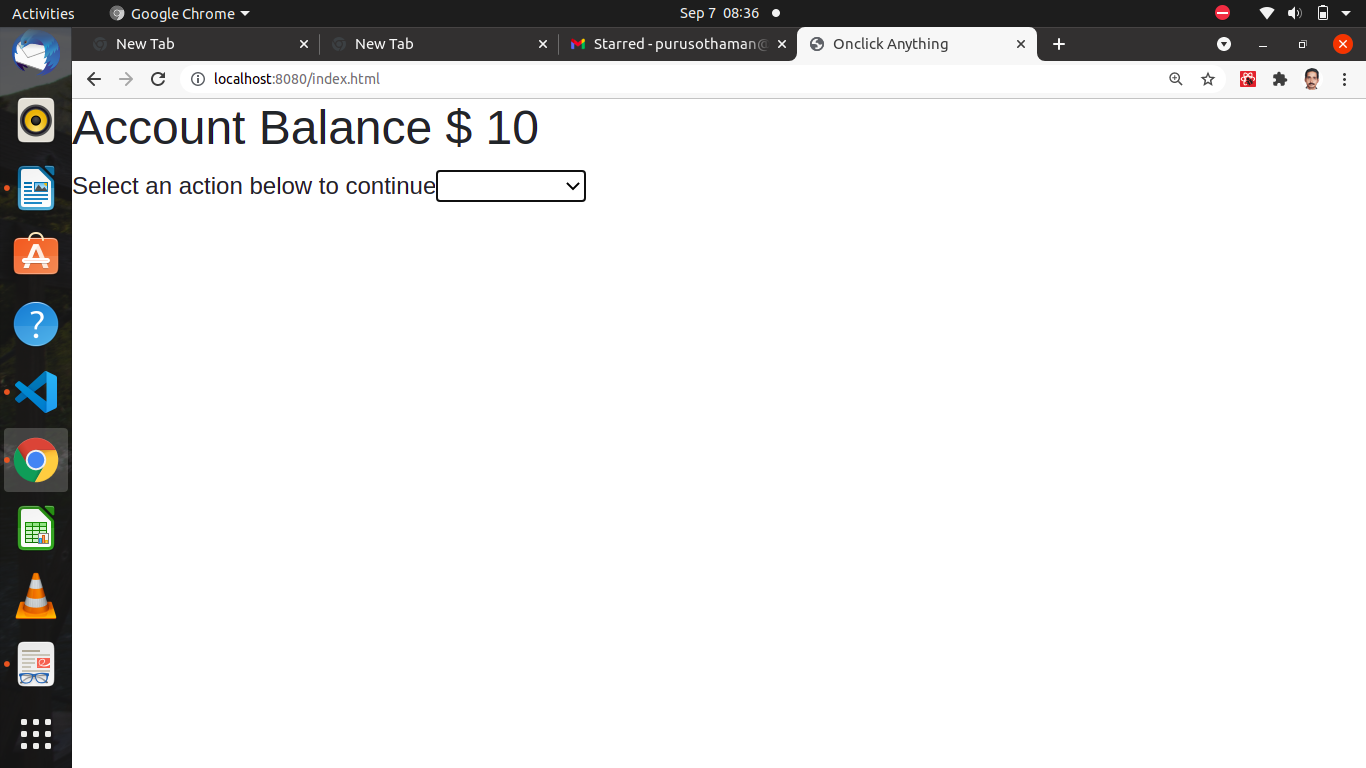 Activities
Google Chrome
Sep 7 08:36
New Tab
New Tab
Starred - purusothaman@
Onclick Anything
localhost:8080/index.html
Account Balance $ 10
Select an action below to continue